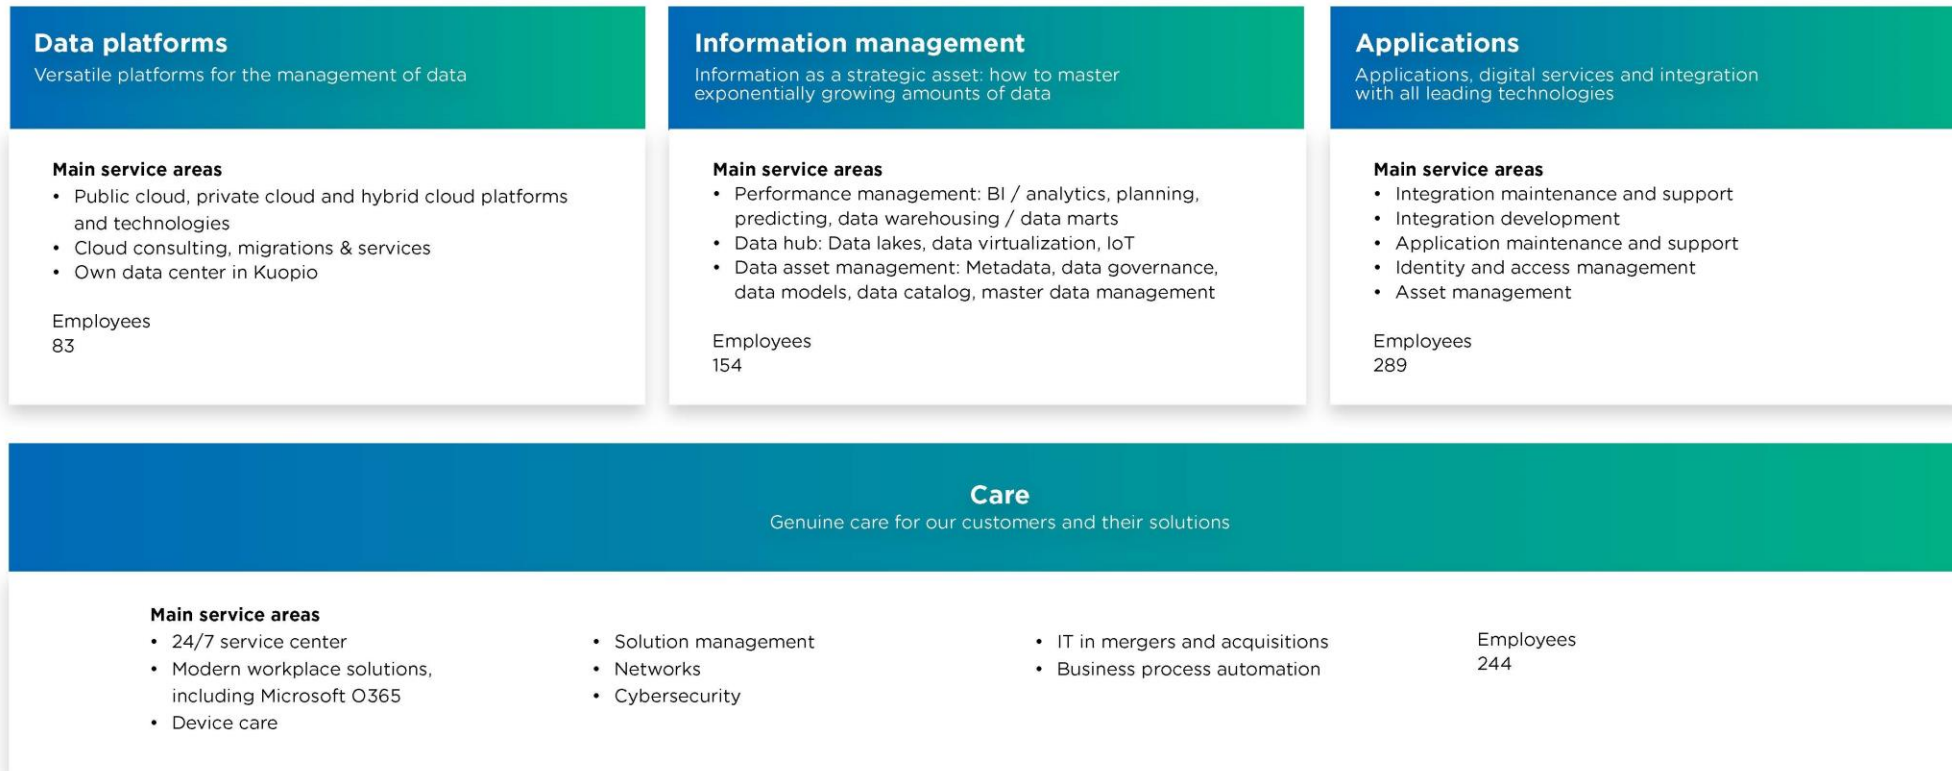 Data platforms
Versatile platforms for the management of data
Main service areas
• Public cloud, private cloud and hybrid cloud platforms
and technologies
• Cloud consulting, migrations & services
• Own data center in Kuopio
Employees
83
Information management
Information as a strategic asset: how to master
exponentially growing amounts of data
Main service areas
• Performance management: BI / analytics, planning,
predicting, data warehousing / data marts
• Data hub: Data lakes, data virtualization, IoT
• Data asset management: Metadata, data governance,
data models, data catalog, master data management
Employees
154
Applications
Applications, digital services and integration
with all leading technologies
Main service areas
• Integration maintenance and support
• Integration development
• Application maintenance and support
• Identity and access management
• Asset management
Employees
289
Care
Genuine care for our customers and their solutions
Main service areas
• 24/7 service center
• Modern workplace solutions,
including Microsoft O365
• Device care
• Solution management
• Networks
• Cybersecurity
• IT in mergers and acquisitions
• Business process automation
Employees
244